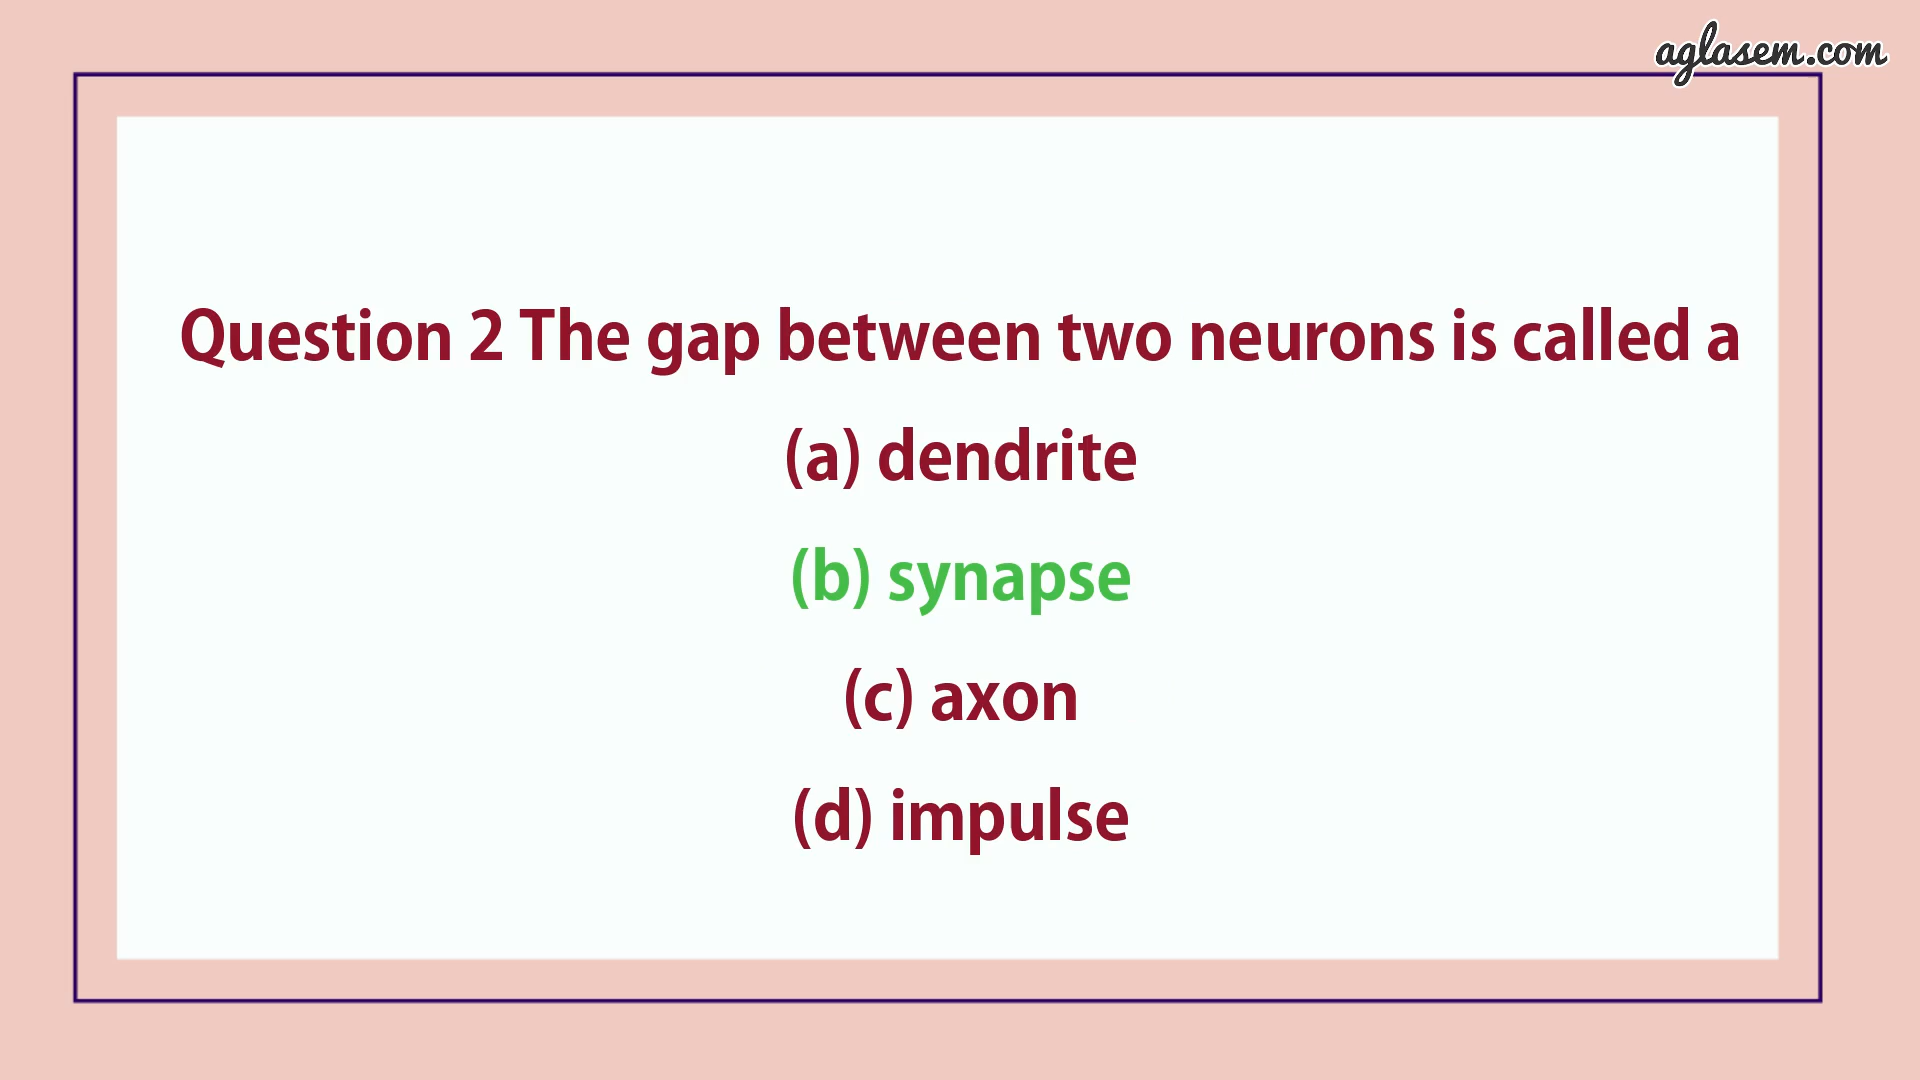 aglasem.com
Question 2 The gap between two neurons is called a
(a) dendrite
(b) synapse
(c) axon
(d) impulse